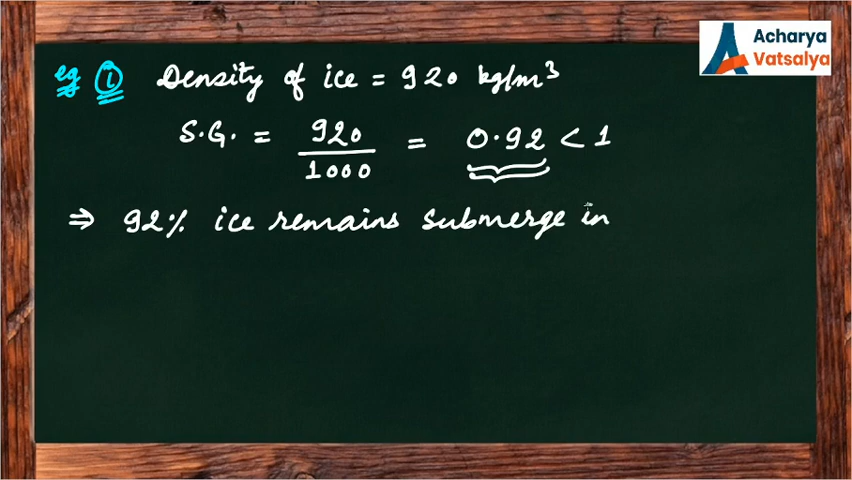 Acharya
Vatsalya
eg ① Density of ice = 920 kg/m³
S.G. = 920/1000 = 0.92 < 1
⇒ 92% ice remains submerge in